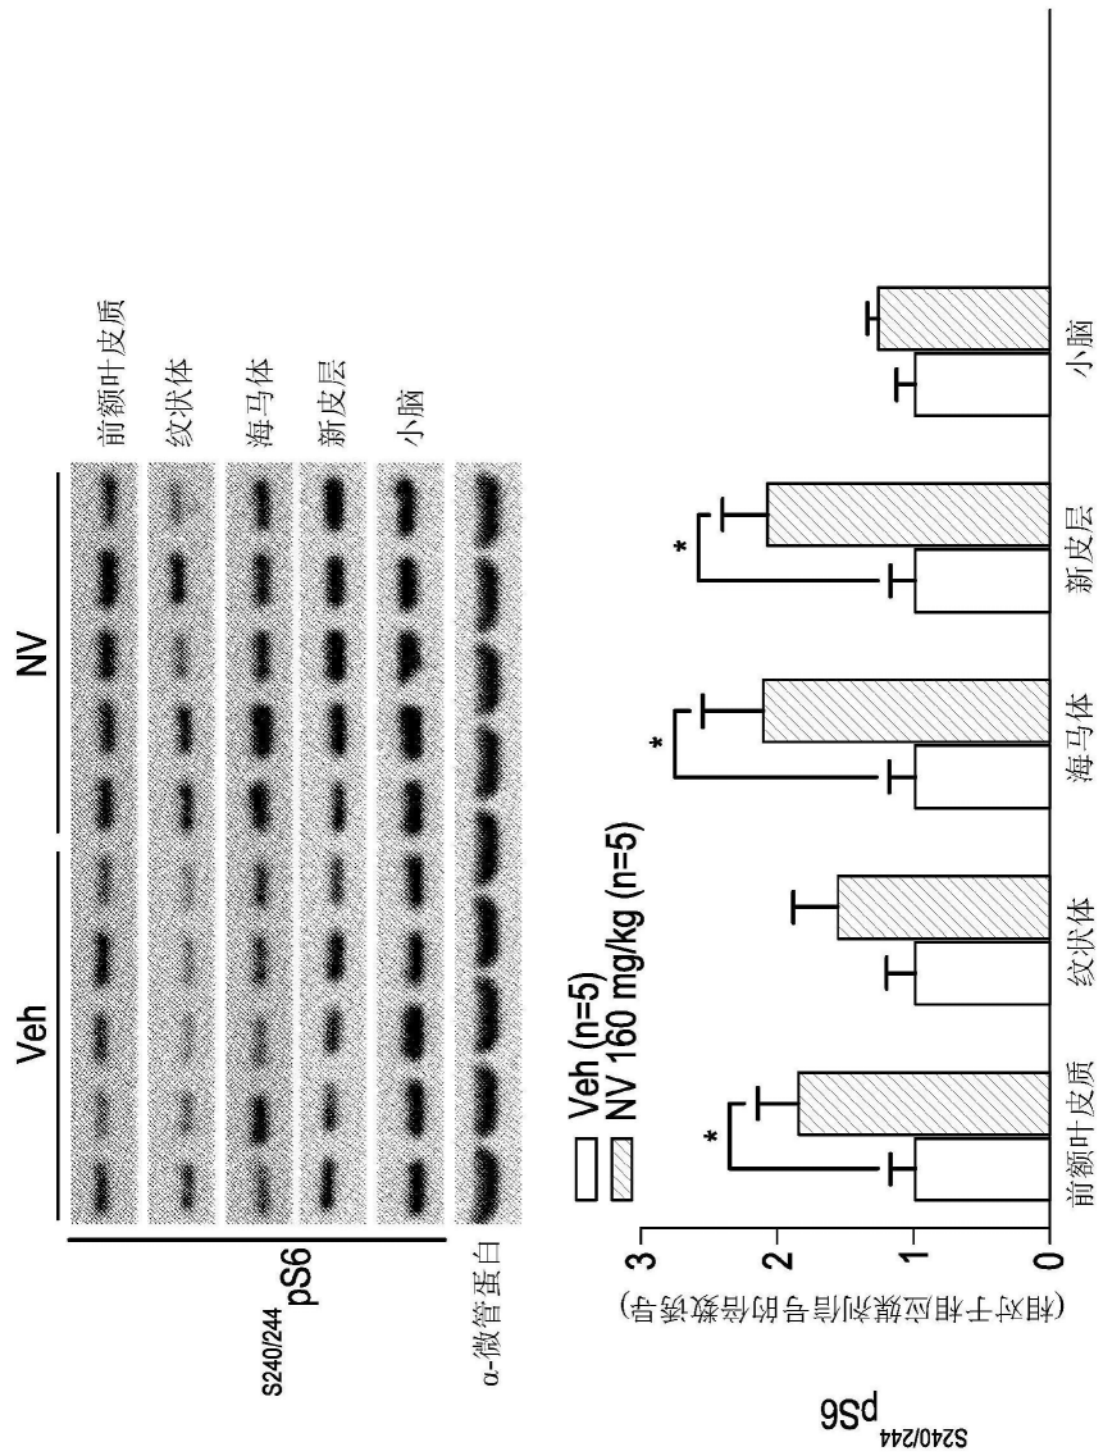 Veh
NV
前额叶皮质
纹状体
海马体
新皮层
小脑
S240/244
pS6
α-微管蛋白
Veh (n=5)
NV 160 mg/kg (n=5)
pS6
S240/244
(相对于相应媒剂信号的倍数诱导)
3
2
1
0
*
*
*
前额叶皮质
纹状体
海马体
新皮层
小脑